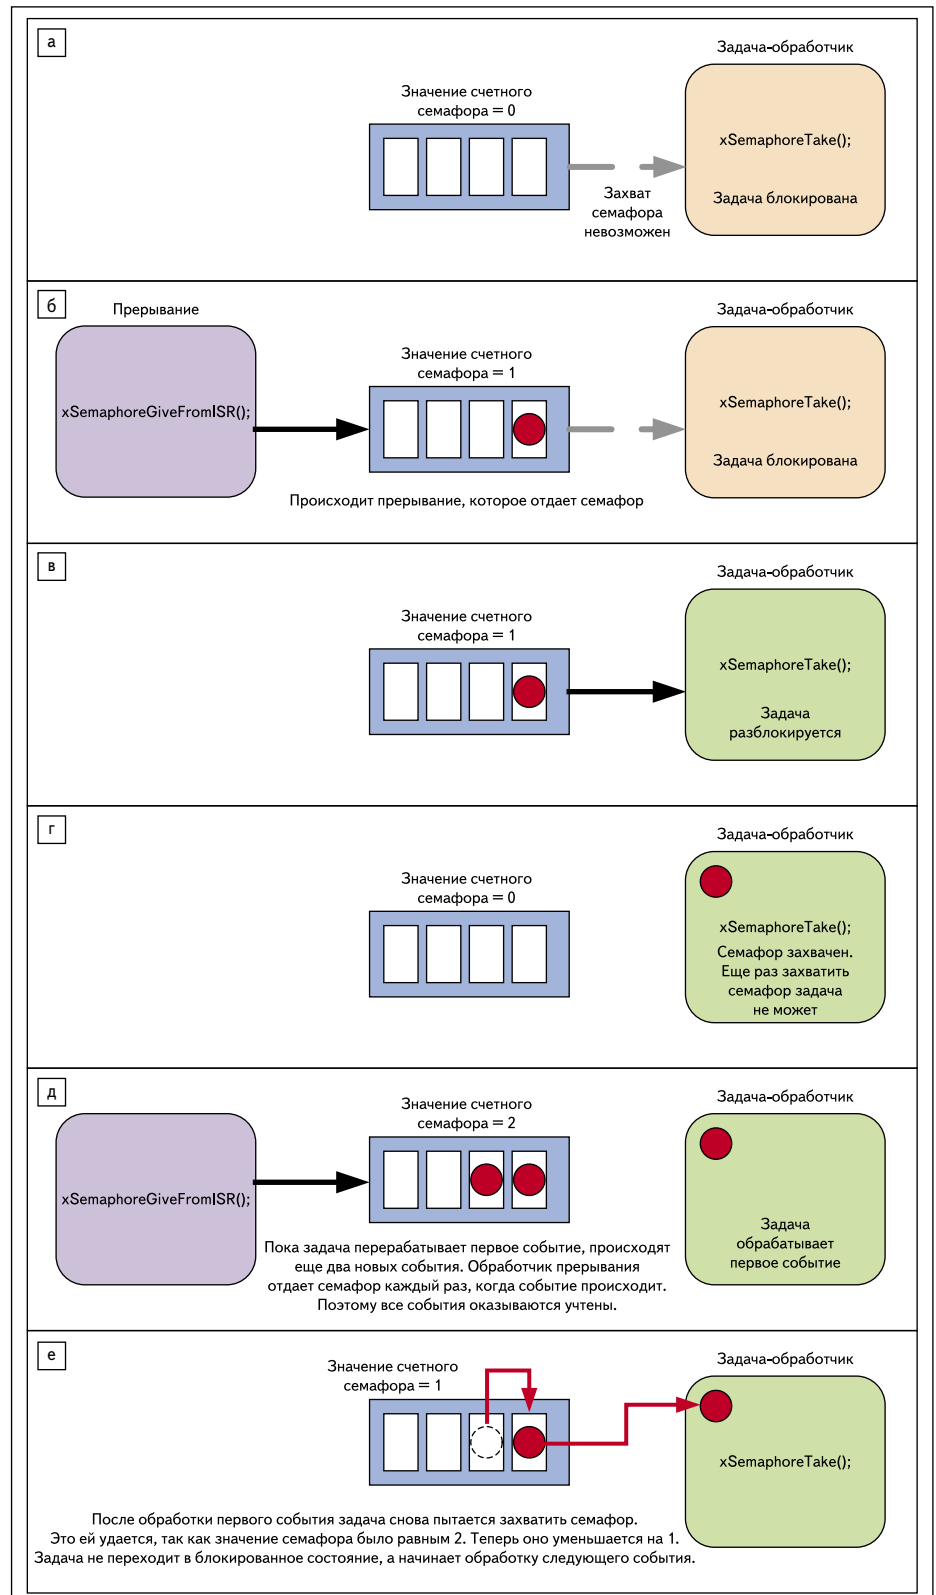 а
Задача-обработчик
Значение счетного
семафора = 0
xSemaphoreTake();
Захват
семафора
невозможен
Задача блокирована
б
Прерывание
Задача-обработчик
Значение счетного
семафора = 1
xSemaphoreGiveFromISR();
xSemaphoreTake();
Задача блокирована
Происходит прерывание, которое отдает семафор
в
Задача-обработчик
Значение счетного
семафора = 1
xSemaphoreTake();
Задача
разблокируется
г
Задача-обработчик
Значение счетного
семафора = 0
xSemaphoreTake();
Семафор захвачен.
Еще раз захватить
семафор задача
не может
д
Задача-обработчик
Значение счетного
семафора = 2
xSemaphoreGiveFromISR();
Задача
обрабатывает
первое событие
Пока задача перерабатывает первое событие, происходят
еще два новых события. Обработчик прерывания
отдает семафор каждый раз, когда событие происходит.
Поэтому все события оказываются учтены.
е
Задача-обработчик
Значение счетного
семафора = 1
xSemaphoreTake();
После обработки первого события задача снова пытается захватить семафор.
Это ей удается, так как значение семафора было равным 2. Теперь оно уменьшается на 1.
Задача не переходит в блокированное состояние, а начинает обработку следующего события.